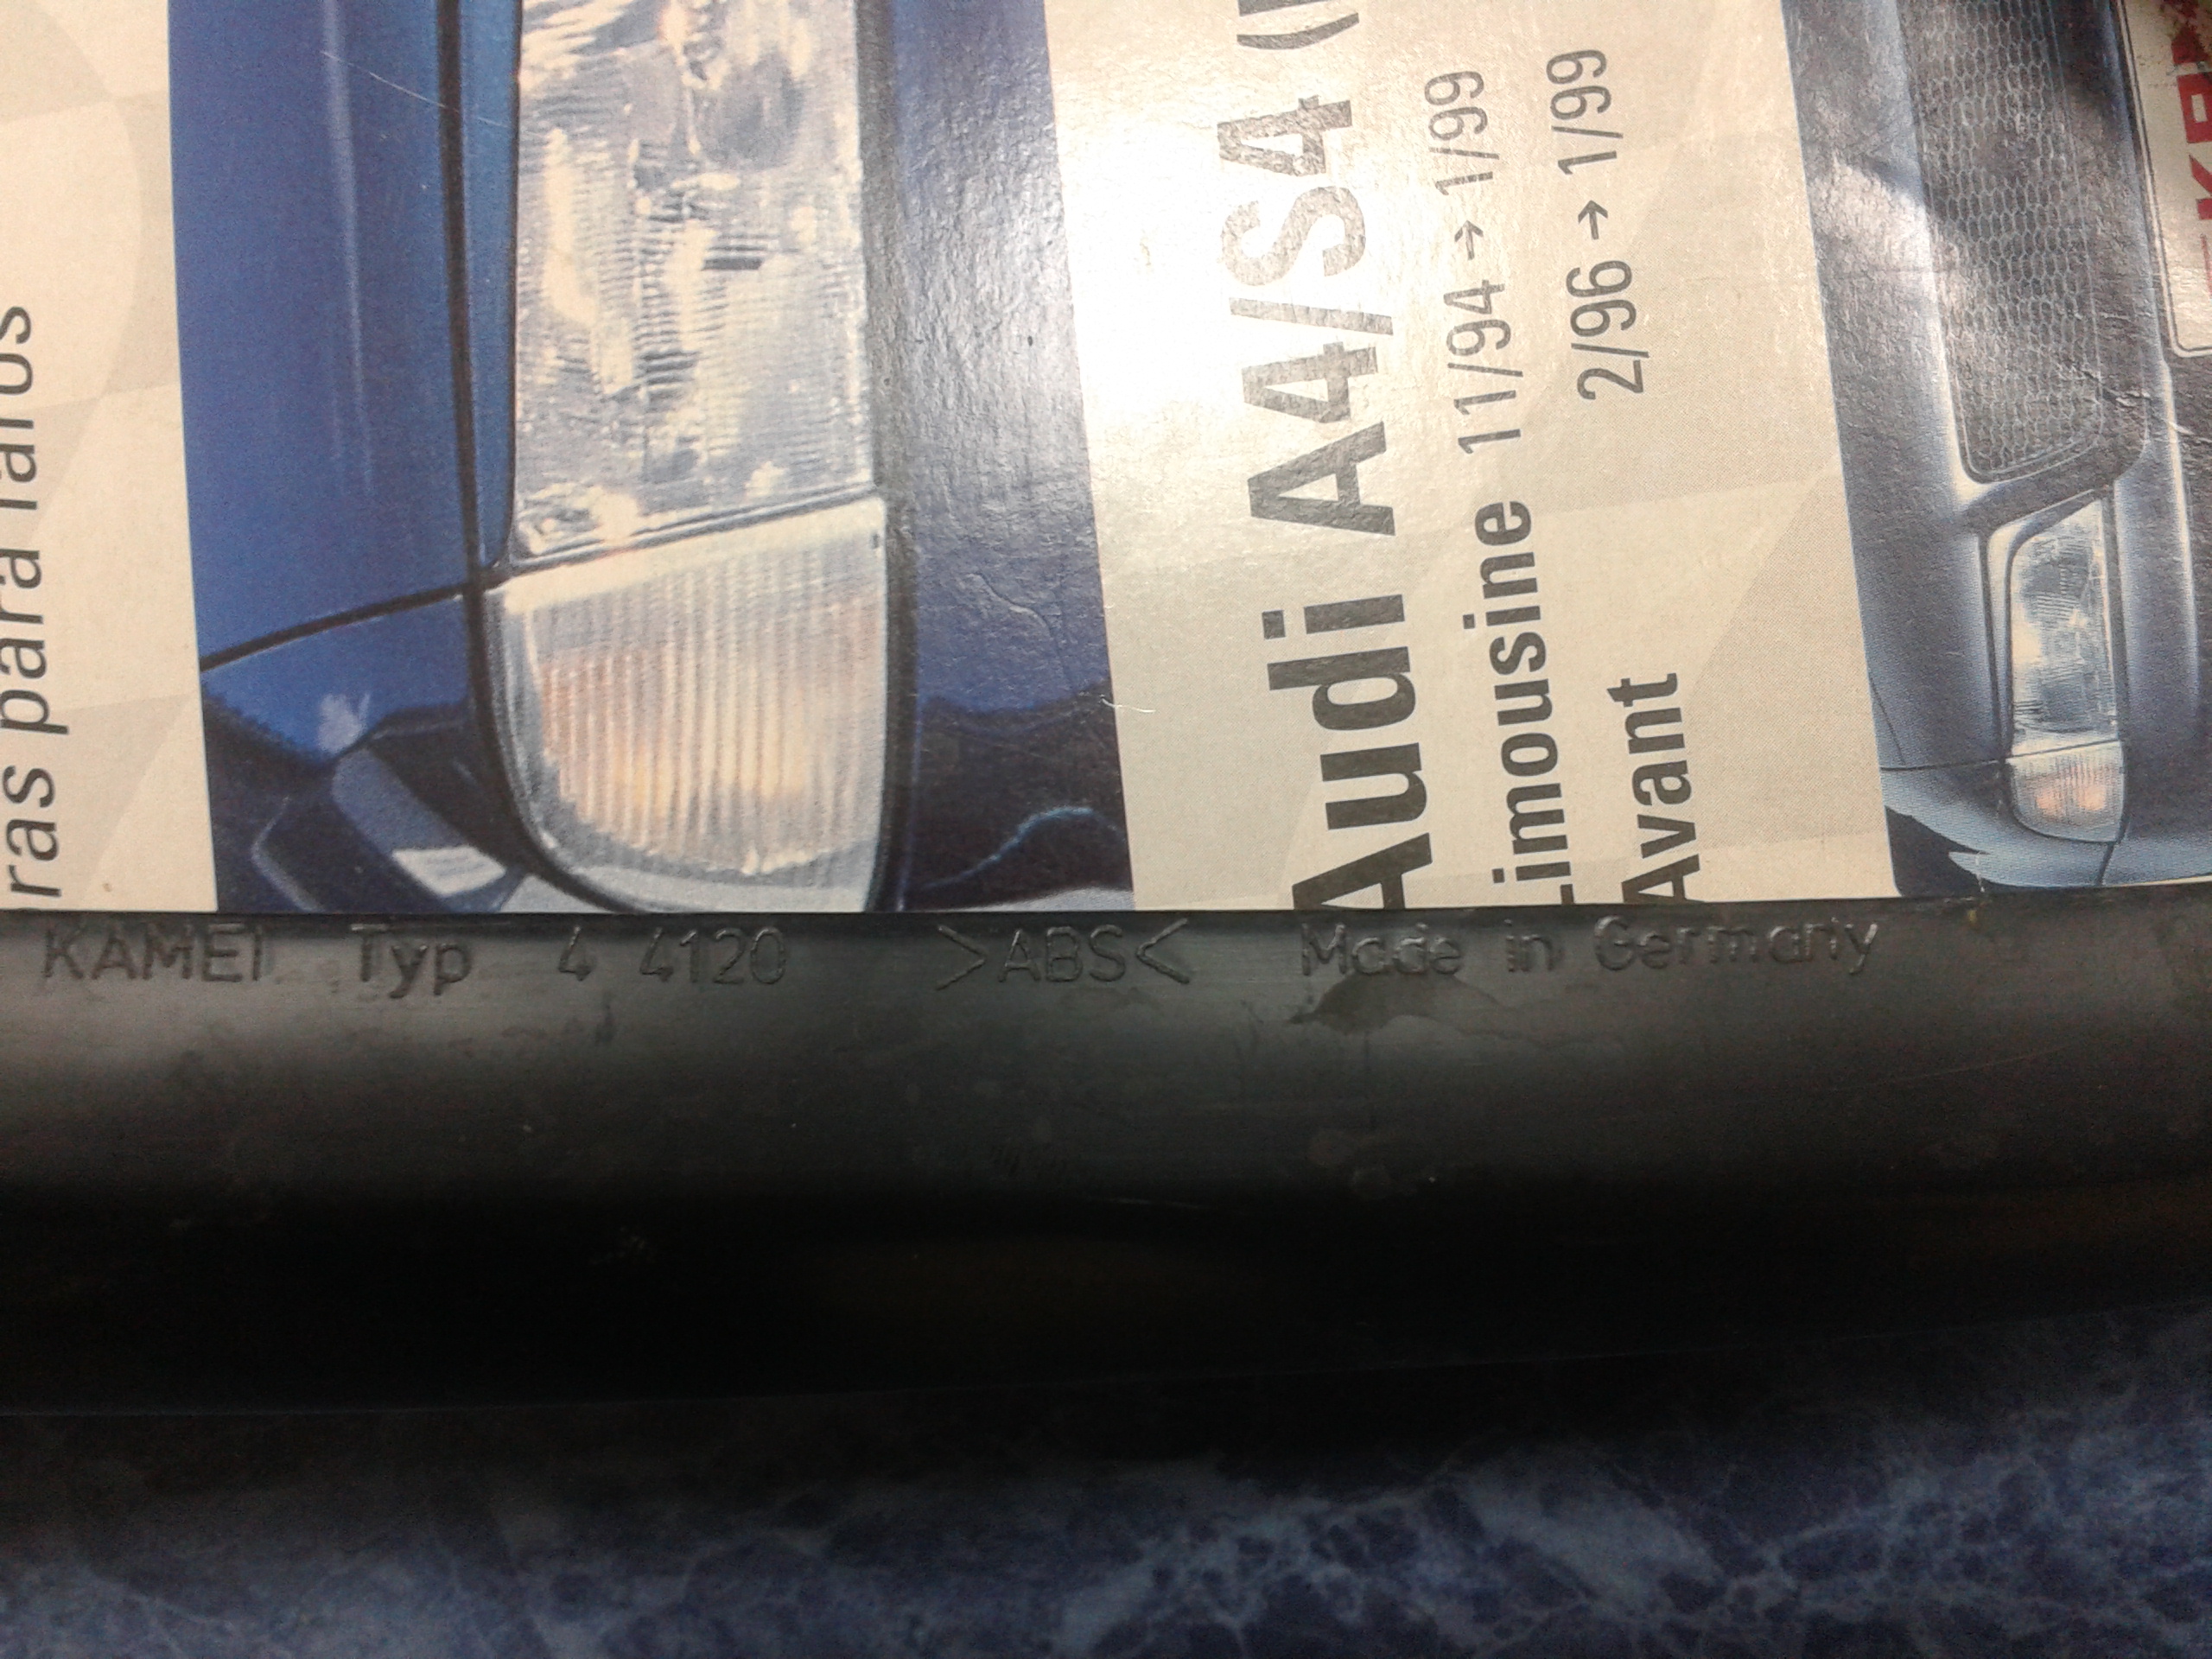 ras para faros
Audi A4/S4 (
Limousine 11/94 → 1/99
Avant 2/96 → 1/99
KAMEI Typ 4 4120 >ABS< Made in Germany